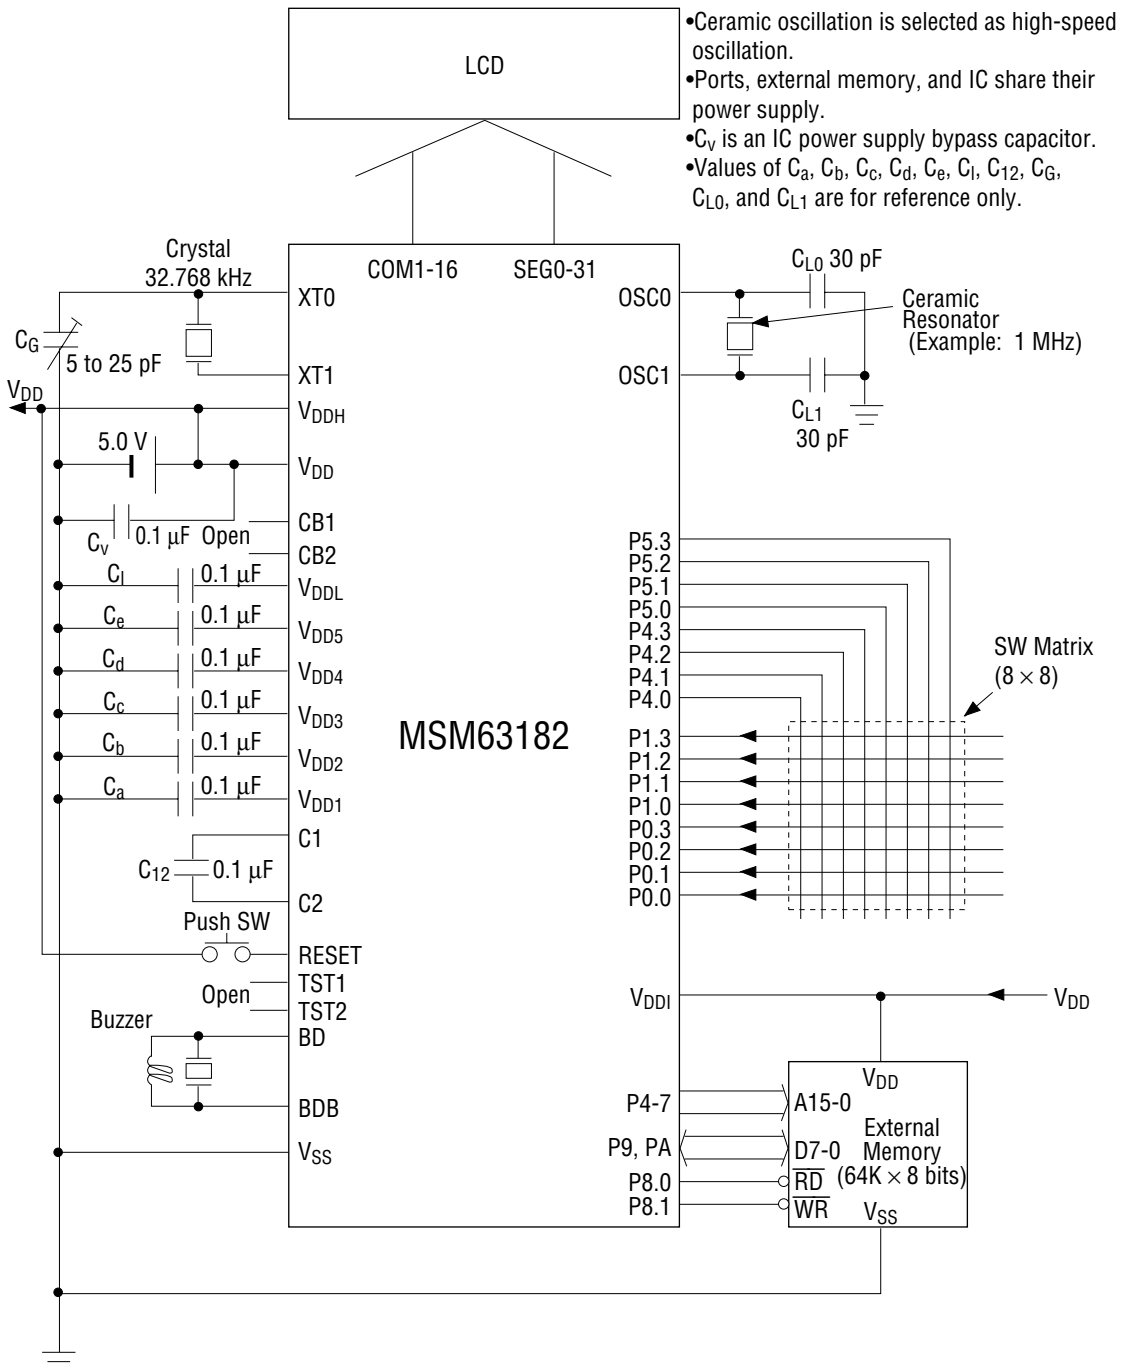 LCD
•Ceramic oscillation is selected as high-speed
oscillation.
•Ports, external memory, and IC share their
power supply.
•Cv is an IC power supply bypass capacitor.
•Values of Ca, Cb, Cc, Cd, Ce, Cl, C12, CG,
CL0, and CL1 are for reference only.
Crystal
32.768 kHz
COM1-16
SEG0-31
CL0 30 pF
XT0
OSC0
Ceramic
Resonator
(Example: 1 MHz)
CG
5 to 25 pF
XT1
OSC1
VDD
VDDH
CL1
30 pF
5.0 V
VDD
Cv
0.1 µF
Open
CB1
CB2
Cl
0.1 µF
VDDL
Ce
0.1 µF
VDD5
Cd
0.1 µF
VDD4
Cc
0.1 µF
VDD3
Cb
0.1 µF
VDD2
Ca
0.1 µF
VDD1
MSM63182
P5.3
P5.2
P5.1
P5.0
P4.3
P4.2
P4.1
P4.0
SW Matrix
(8 × 8)
P1.3
P1.2
P1.1
P1.0
P0.3
P0.2
P0.1
P0.0
C1
C12
0.1 µF
C2
Push SW
RESET
Open
TST1
TST2
Buzzer
BD
BDB
VSS
VDDI
VDD
VDD
P4-7
A15-0
External
Memory
(64K × 8 bits)
P9, PA
D7-0
P8.0
RD
P8.1
WR
VSS